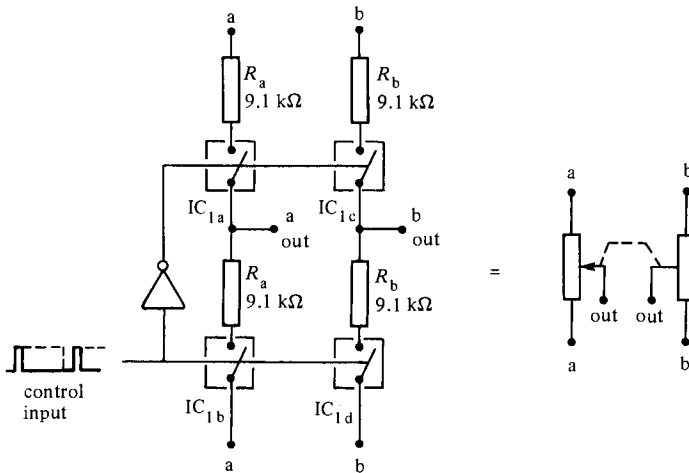 a
b
R_a
9.1 kΩ
R_b
9.1 kΩ
IC_1a
a
out
IC_1c
b
out
R_a
9.1 kΩ
R_b
9.1 kΩ
control
input
IC_1b
IC_1d
a
b
=
a
b
out
out
a
b